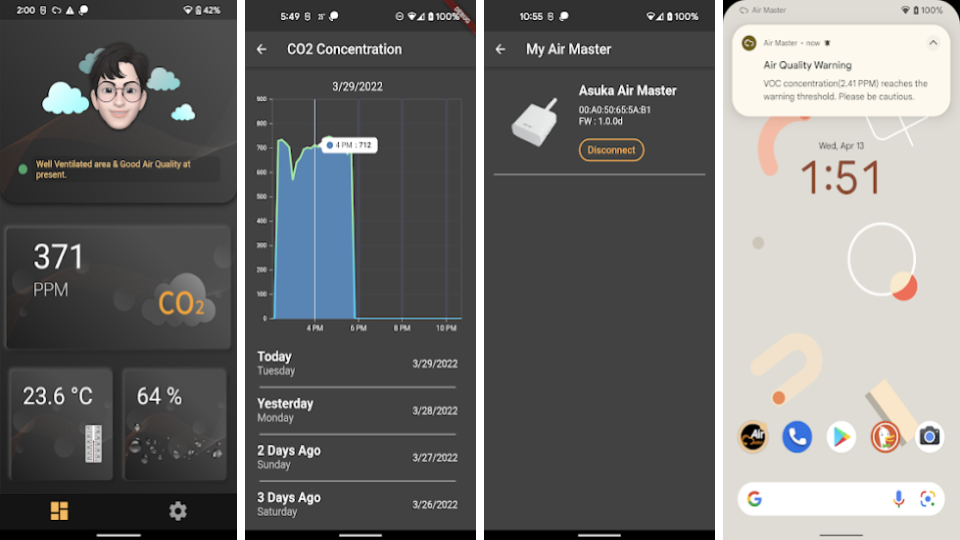 2:00
42%
Well Ventilated area & Good Air Quality at
present.
371
PPM
CO2
23.6 °C
64 %
5:49
100%
DEBUG
CO2 Concentration
3/29/2022
900
800
700
600
500
400
300
200
100
0
4 PM : 712
4 PM
6 PM
8 PM
10 PM
Today
Tuesday
3/29/2022
Yesterday
Monday
3/28/2022
2 Days Ago
Sunday
3/27/2022
3 Days Ago
Saturday
3/26/2022
10:55
100%
My Air Master
Asuka Air Master
00:A0:50:65:5A:B1
FW : 1.0.0d
Disconnect
Air Master
100%
Air Master • now
Air Quality Warning
VOC concentration(2.41 PPM) reaches the
warning threshold. Please be cautious.
Wed, Apr 13
1:51
Air
G